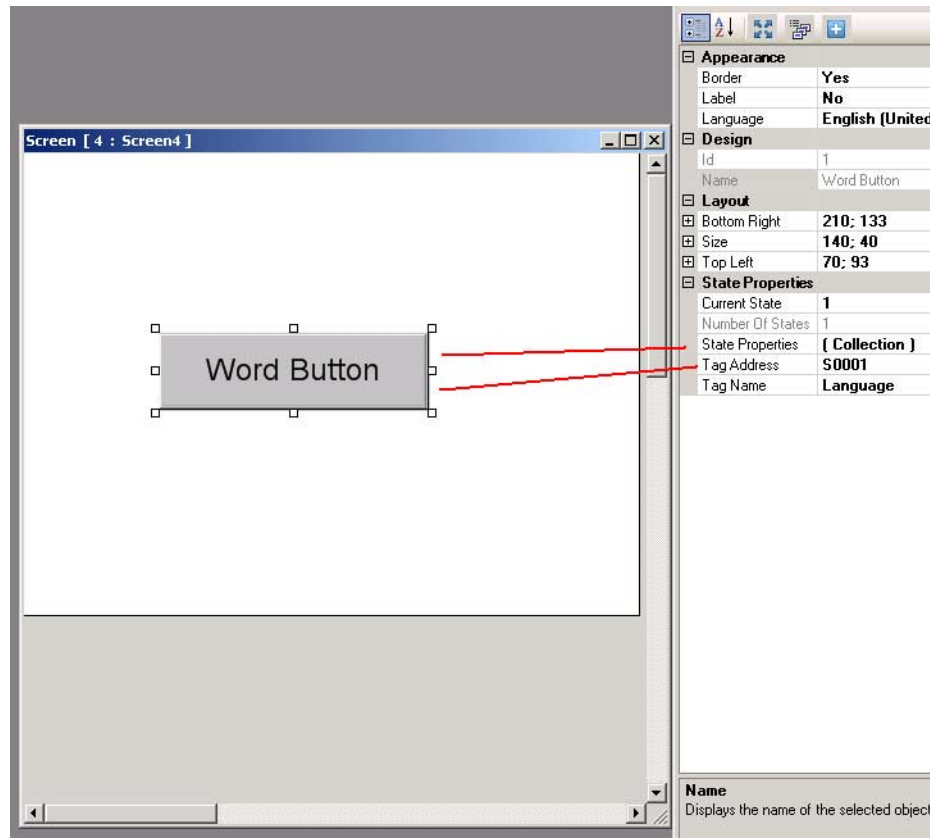 Screen [ 4 : Screen4 ]
Word Button
Appearance
Border Yes
Label No
Language English (United
Design
Id 1
Name Word Button
Layout
Bottom Right 210; 133
Size 140; 40
Top Left 70; 93
State Properties
Current State 1
Number Of States 1
State Properties ( Collection )
Tag Address S0001
Tag Name Language
Name
Displays the name of the selected object